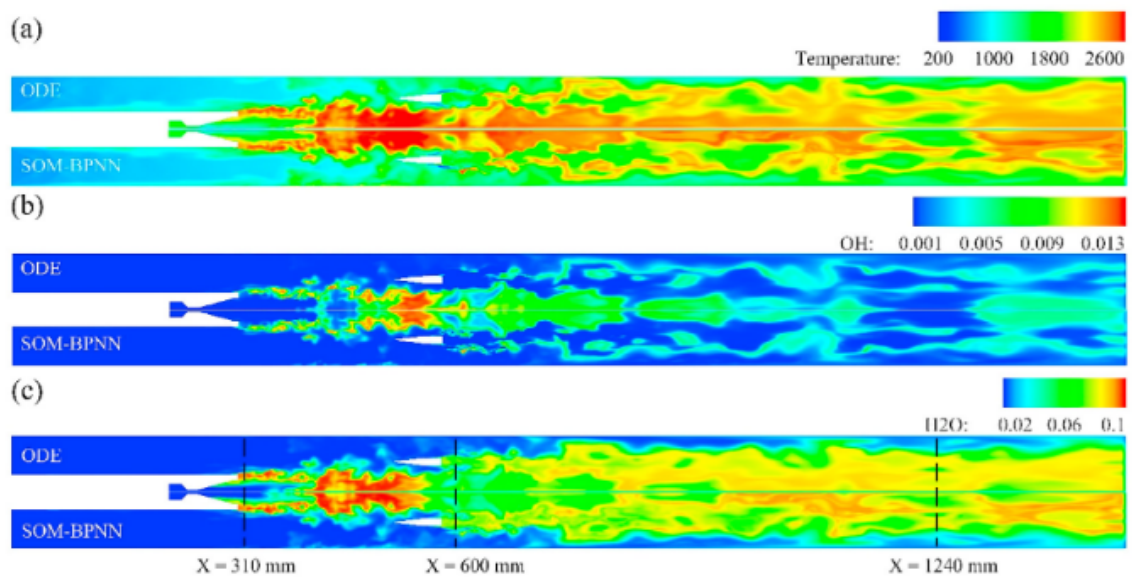 (a)
Temperature: 200 1000 1800 2600
ODE
SOM-BPNN
(b)
OH: 0.001 0.005 0.009 0.013
ODE
SOM-BPNN
(c)
H2O: 0.02 0.06 0.1
ODE
SOM-BPNN
X = 310 mm X = 600 mm X = 1240 mm